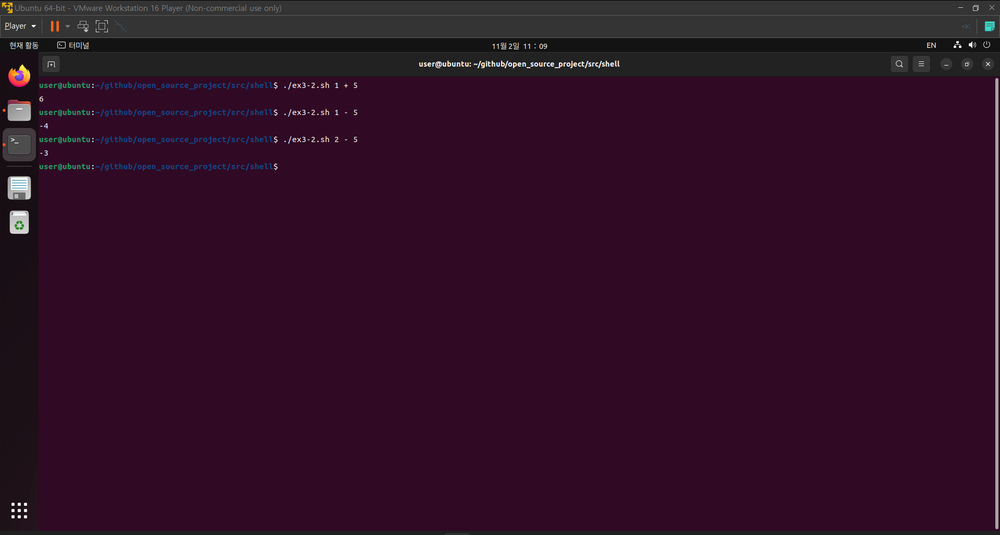 Ubuntu 64-bit - VMware Workstation 16 Player (Non-commercial use only)
Player
현재 활동 터미널 11월 2일 11 : 09 EN
user@ubuntu: ~/github/open_source_project/src/shell
user@ubuntu:~/github/open_source_project/src/shell$ ./ex3-2.sh 1 + 5
6
user@ubuntu:~/github/open_source_project/src/shell$ ./ex3-2.sh 1 - 5
-4
user@ubuntu:~/github/open_source_project/src/shell$ ./ex3-2.sh 2 - 5
-3
user@ubuntu:~/github/open_source_project/src/shell$